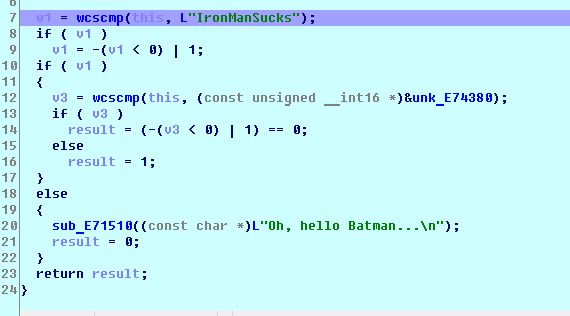 6
7 v1 = wcscmp(this, L"IronManSucks");
8 if ( v1 )
9 v1 = -(v1 < 0) | 1;
10 if ( v1 )
11 {
12 v3 = wcscmp(this, (const unsigned __int16 *)&unk_E74380);
13 if ( v3 )
14 result = (-(v3 < 0) | 1) == 0;
15 else
16 result = 1;
17 }
18 else
19 {
20 sub_E71510((const char *)L"Oh, hello Batman...\n");
21 result = 0;
22 }
23 return result;
24 }